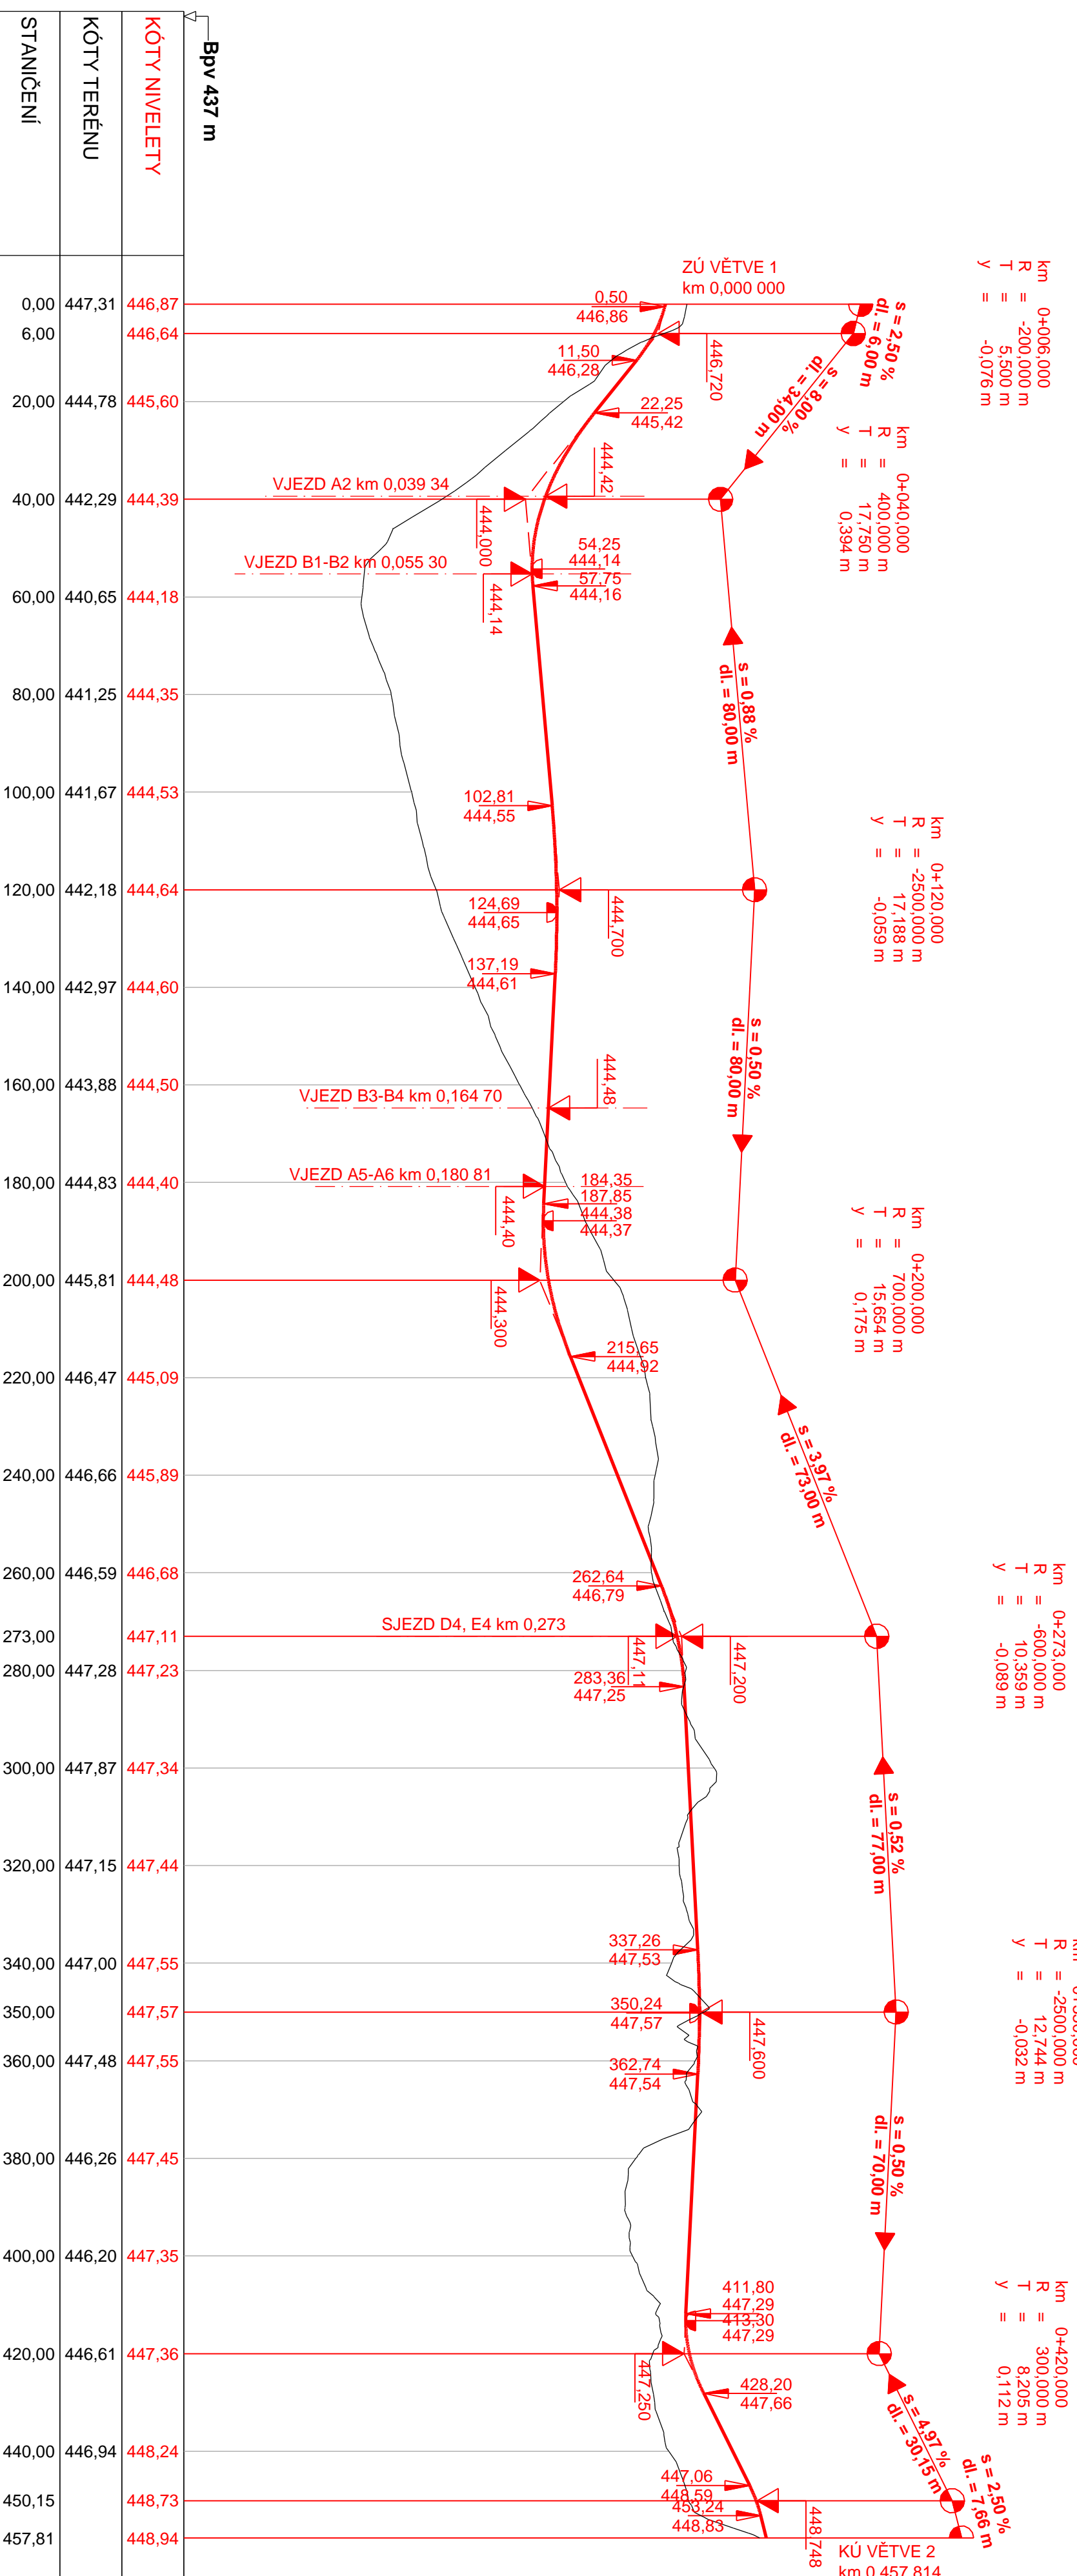 Bpv 437 m
KÓTY NIVELETY
KÓTY TERÉNU
STANIČENÍ
0,00 447,31 446,87
6,00 446,64
20,00 444,78 445,60
40,00 442,29 444,39
60,00 440,65 444,18
80,00 441,25 444,35
100,00 441,67 444,53
120,00 442,18 444,64
140,00 442,97 444,60
160,00 443,88 444,50
180,00 444,83 444,40
200,00 445,81 444,48
220,00 446,47 445,09
240,00 446,66 445,89
260,00 446,59 446,68
273,00 447,11
280,00 447,28 447,23
300,00 447,87 447,34
320,00 447,15 447,44
340,00 447,00 447,55
350,00 447,57
360,00 447,48 447,55
380,00 446,26 447,45
400,00 446,20 447,35
420,00 446,61 447,36
440,00 446,94 448,24
450,15 448,73
457,81 448,94
ZÚ VĚTVE 1
km 0,000 000
0,50
446,86
446,720
11,50
446,28
22,25
445,42
444,42
VJEZD A2 km 0,039 34
444,000
54,25
444,14
VJEZD B1-B2 km 0,055 30
57,75
444,16
444,14
102,81
444,55
444,700
124,69
444,65
137,19
444,61
444,48
VJEZD B3-B4 km 0,164 70
VJEZD A5-A6 km 0,180 81
444,40
184,35
187,85
444,38
444,37
444,300
215,65
444,92
262,64
446,79
SJEZD D4, E4 km 0,273
447,11
447,200
283,36
447,25
337,26
447,53
350,24
447,57
447,600
362,74
447,54
411,80
447,29
413,30
447,29
447,250
428,20
447,66
447,06
448,59
453,24
448,83
448,748
KÚ VĚTVE 2
km 0,457 814
s = 2,50 %
dl. = 6,00 m
s = 8,00 %
dl. = 34,00 m
s = 0,88 %
dl. = 80,00 m
s = 0,50 %
dl. = 80,00 m
s = 3,97 %
dl. = 73,00 m
s = 0,52 %
dl. = 77,00 m
s = 0,50 %
dl. = 70,00 m
s = 4,97 %
dl. = 30,15 m
s = 2,50 %
dl. = 7,66 m
km 0+006,000
R = -200,000 m
T = 5,500 m
y = -0,076 m
km 0+040,000
R = 400,000 m
T = 17,750 m
y = 0,394 m
km 0+120,000
R = -2500,000 m
T = 17,188 m
y = -0,059 m
km 0+200,000
R = 700,000 m
T = 15,654 m
y = 0,175 m
km 0+273,000
R = -600,000 m
T = 10,359 m
y = -0,089 m
R = -2500,000 m
T = 12,744 m
y = -0,032 m
km 0+420,000
R = 300,000 m
T = 8,205 m
y = 0,112 m